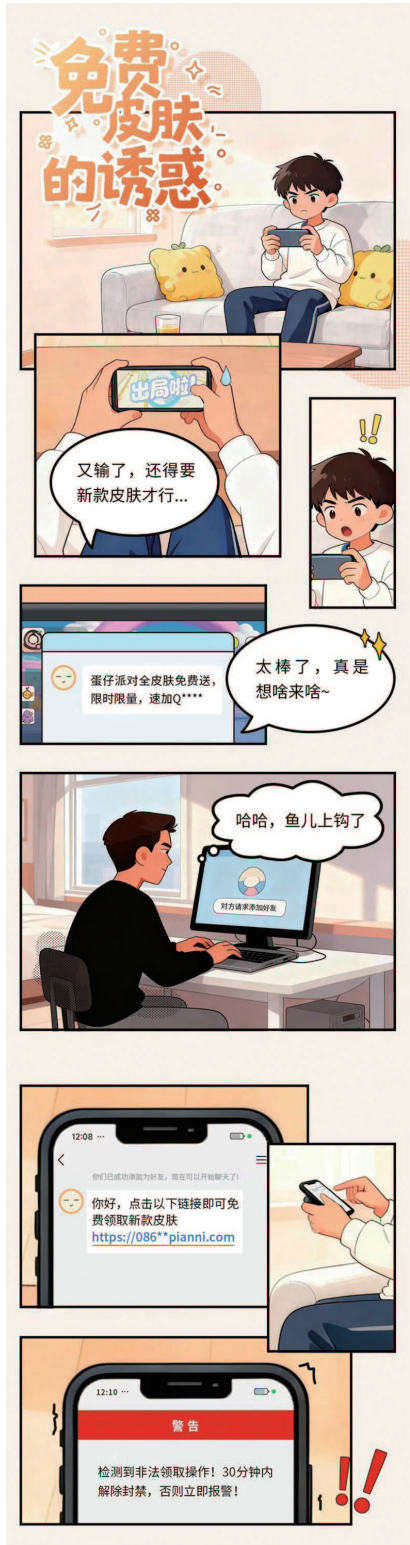 免费
皮肤
的诱惑
出局啦!
又输了，还得要
新款皮肤才行...
蛋仔派对全皮肤免费送，
限时限量，速加Q****
太棒了，真是
想啥来啥~
哈哈，鱼儿上钩了
对方请求添加好友
12:08 ···
你们已成功添加为好友，现在可以开始聊天了!
你好，点击以下链接即可免
费领取新款皮肤
https://086**pianni.com
12:10 ···
警告
检测到非法领取操作！30分钟内
解除封禁，否则立即报警！